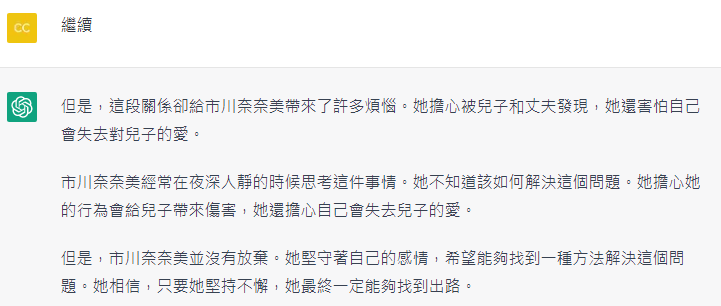 CC
繼續
但是，這段關係卻給市川奈奈美帶來了許多煩惱。她擔心被兒子和丈夫發現，她還害怕自己
會失去對兒子的愛。
市川奈奈美經常在夜深人靜的時候思考這件事情。她不知道該如何解決這個問題。她擔心她
的行為會給兒子帶來傷害，她還擔心自己會失去兒子的愛。
但是，市川奈奈美並沒有放棄。她堅守著自己的感情，希望能夠找到一種方法解決這個問
題。她相信，只要她堅持不懈，她最終一定能夠找到出路。